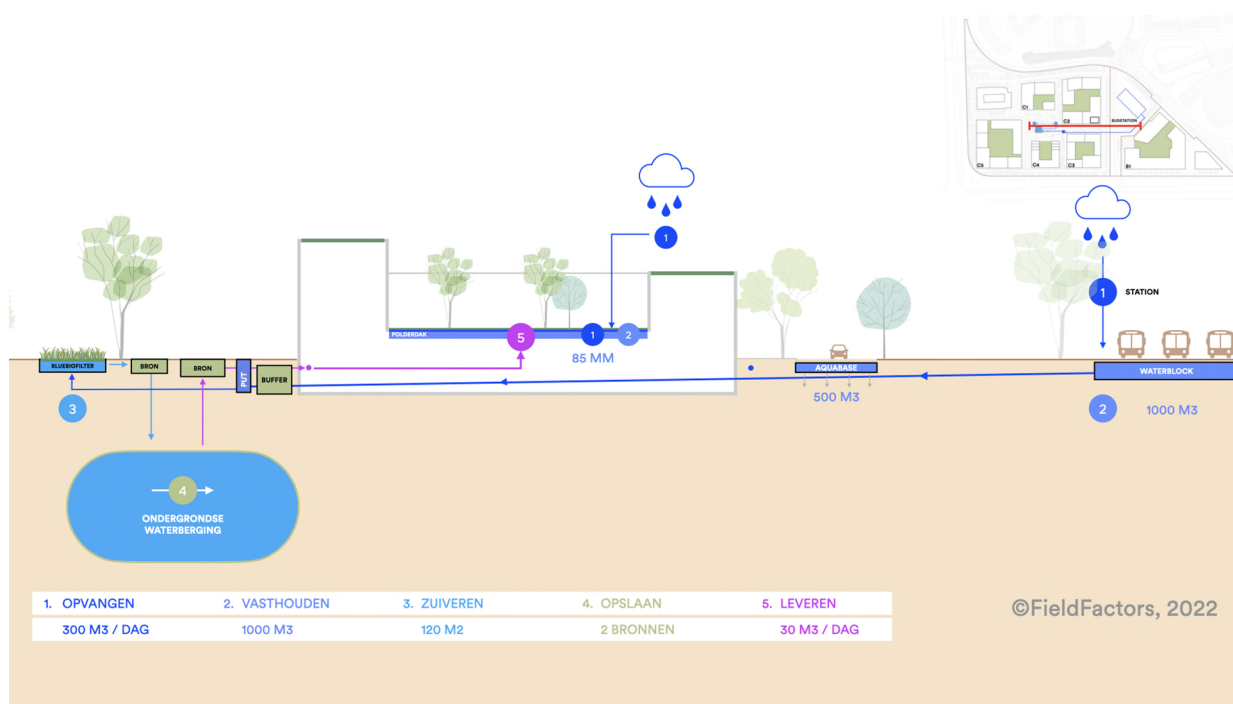 C1
C2
BUSSTATION
C5
C4
C3
B1
1
1
STATION
POLDERDAK
5
1
2
85 MM
BLUEBIOFILTER
BRON
BRON
PUT
BUFFER
AQUABASE
500 M3
WATERBLOCK
3
2
1000 M3
4
ONDERGRONDSE
WATERBERGING
1. OPVANGEN
2. VASTHOUDEN
3. ZUIVEREN
4. OPSLAAN
5. LEVEREN
300 M3 / DAG
1000 M3
120 M2
2 BRONNEN
30 M3 / DAG
©FieldFactors, 2022